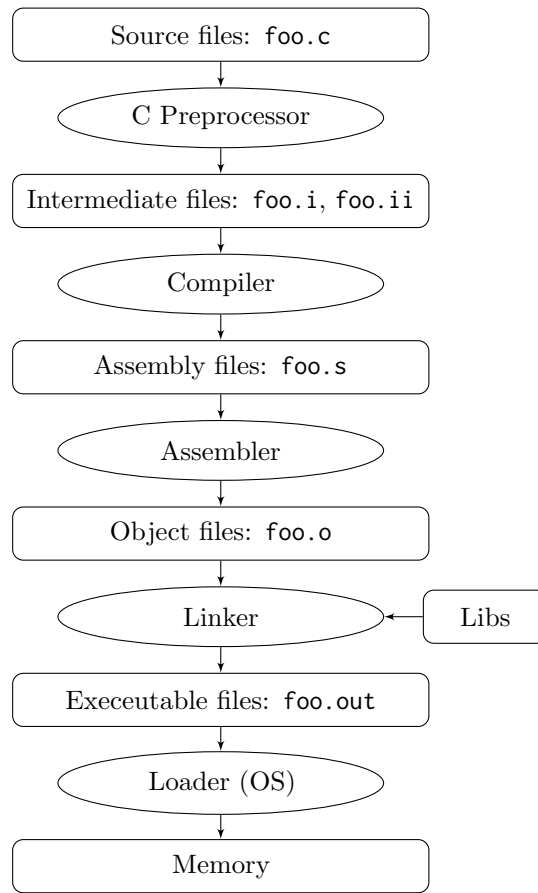 Source files: foo.c
C Preprocessor
Intermediate files: foo.i, foo.ii
Compiler
Assembly files: foo.s
Assembler
Object files: foo.o
Linker
Libs
Exeecutable files: foo.out
Loader (OS)
Memory